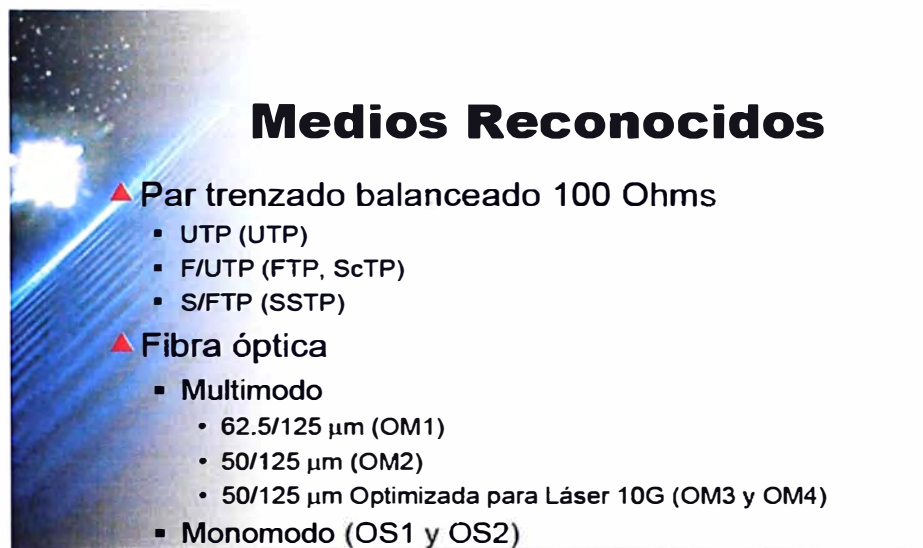 Medios Reconocidos
Par trenzado balanceado 100 Ohms
UTP (UTP)
F/UTP (FTP, ScTP)
S/FTP (SSTP)
Fibra óptica
Multimodo
62.5/125 μm (OM1)
50/125 μm (OM2)
50/125 μm Optimizada para Láser 10G (OM3 y OM4)
Monomodo (OS1 y OS2)